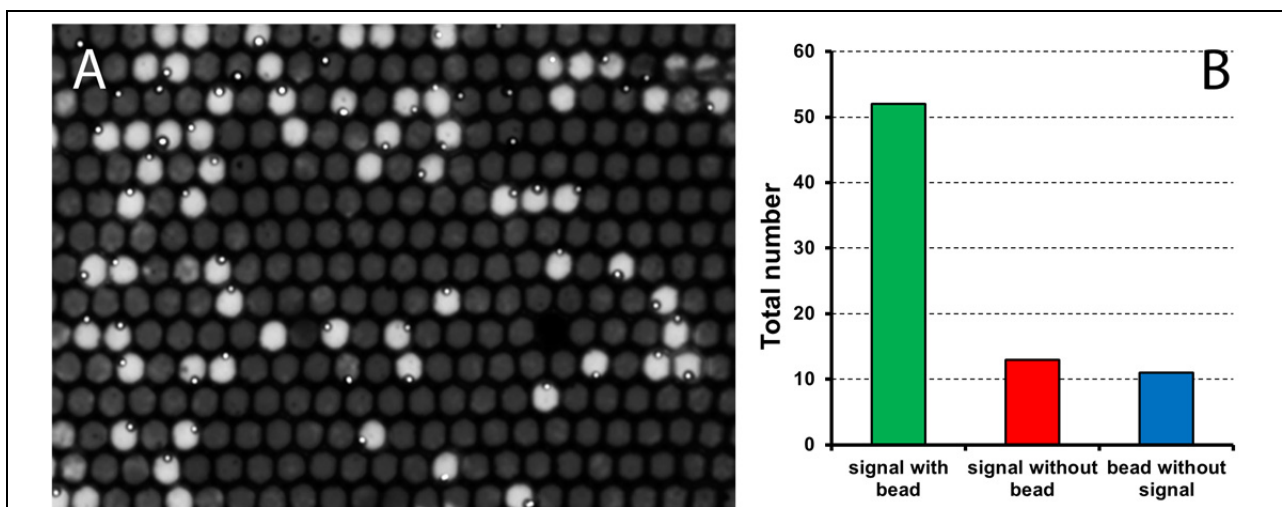 A
B
Total number
60
50
40
30
20
10
0
signal with
bead
signal without
bead
bead without
signal